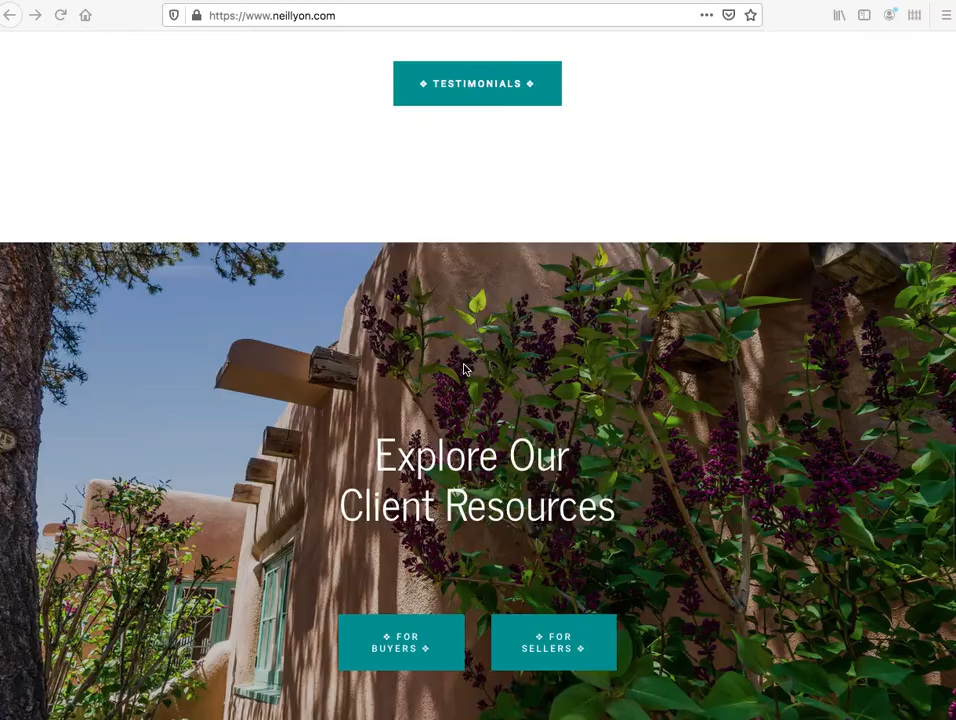 https://www.neillyon.com
❖ TESTIMONIALS ❖
Explore Our
Client Resources
❖ FOR
BUYERS ❖
❖ FOR
SELLERS ❖